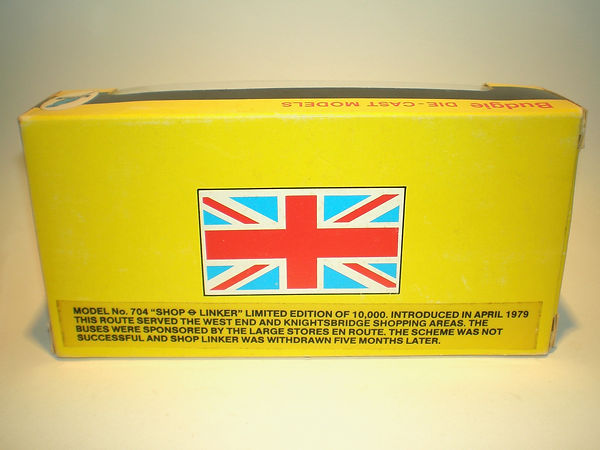 Budgie DIE-CAST MODELS
MODEL No. 704 "SHOP ⊖ LINKER" LIMITED EDITION OF 10,000. INTRODUCED IN APRIL 1979
THIS ROUTE SERVED THE WEST END AND KNIGHTSBRIDGE SHOPPING AREAS. THE
BUSES WERE SPONSORED BY THE LARGE STORES EN ROUTE. THE SCHEME WAS NOT
SUCCESSFUL AND SHOP LINKER WAS WITHDRAWN FIVE MONTHS LATER.